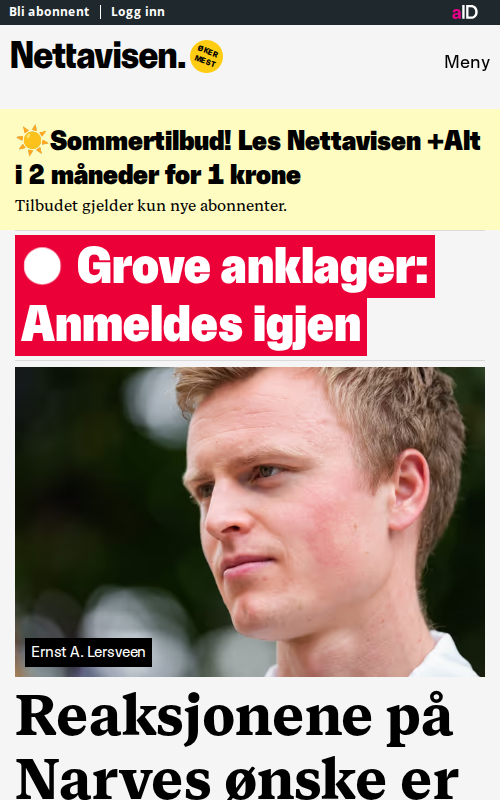 Bli abonnent | Logg inn
aID
Nettavisen.
ØKER
MEST
Meny
☀️Sommertilbud! Les Nettavisen +Alt
i 2 måneder for 1 krone
Tilbudet gjelder kun nye abonnenter.
Grove anklager:
Anmeldes igjen
Ernst A. Lersveen
Reaksjonene på
Narves ønske er